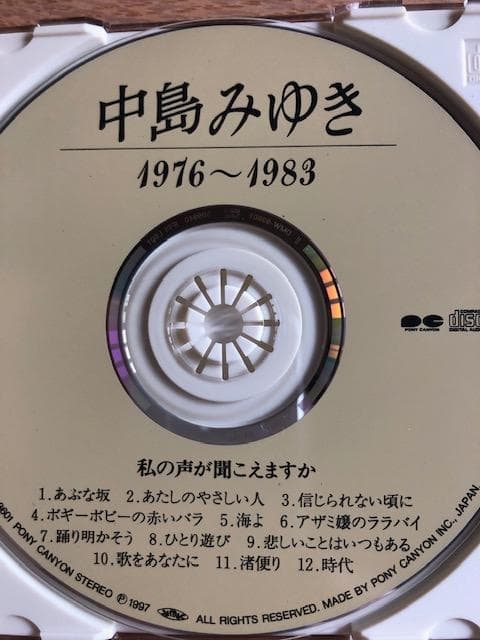 中島みゆき
1976〜1983
COMPACT
disc
DIGITAL AUDIO
PONY CANYON
私の声が聞こえますか
1.あぶな坂 2.あたしのやさしい人 3.信じられない頃に
4.ボギーボビーの赤いバラ 5.海よ 6.アザミ嬢のララバイ
7.踊り明かそう 8.ひとり遊び 9.悲しいことはいつもある
10.歌をあなたに 11.渚便り 12.時代
PONY CANYON STEREO ℗1997 ALL RIGHTS RESERVED. MADE BY PONY CANYON INC., JAPAN.